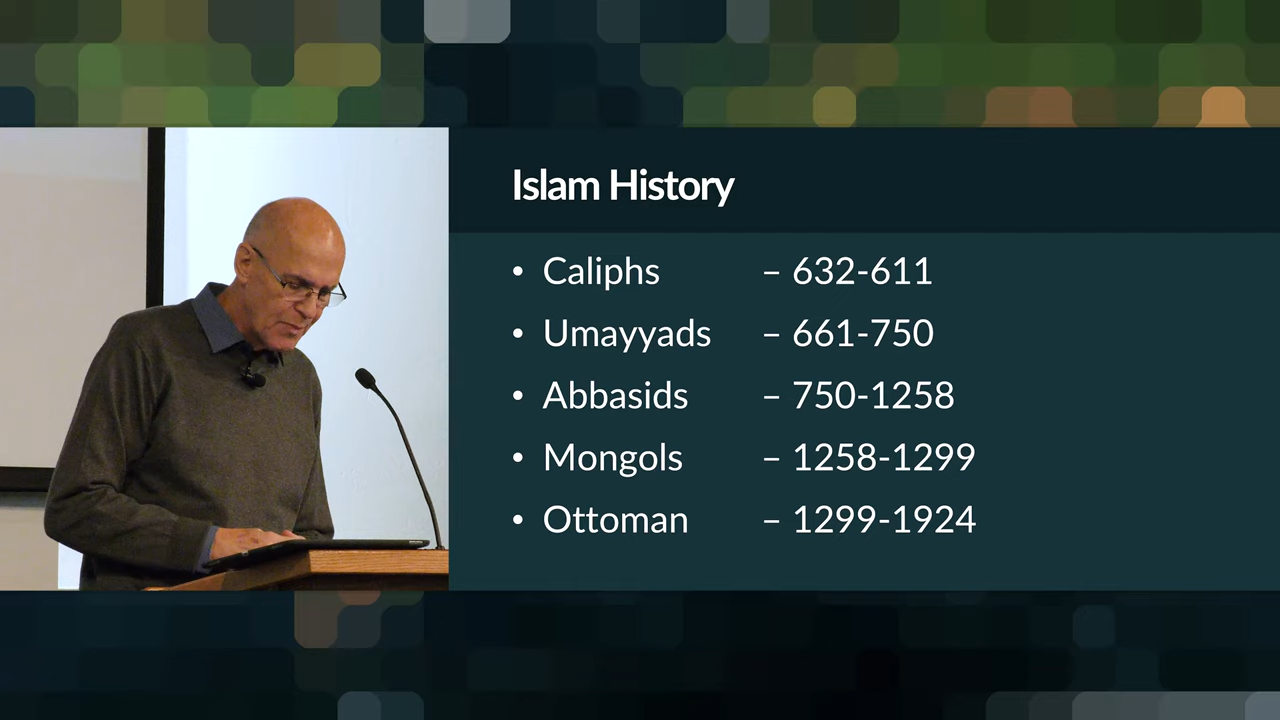 Islam History
• Caliphs – 632-611
• Umayyads – 661-750
• Abbasids – 750-1258
• Mongols – 1258-1299
• Ottoman – 1299-1924